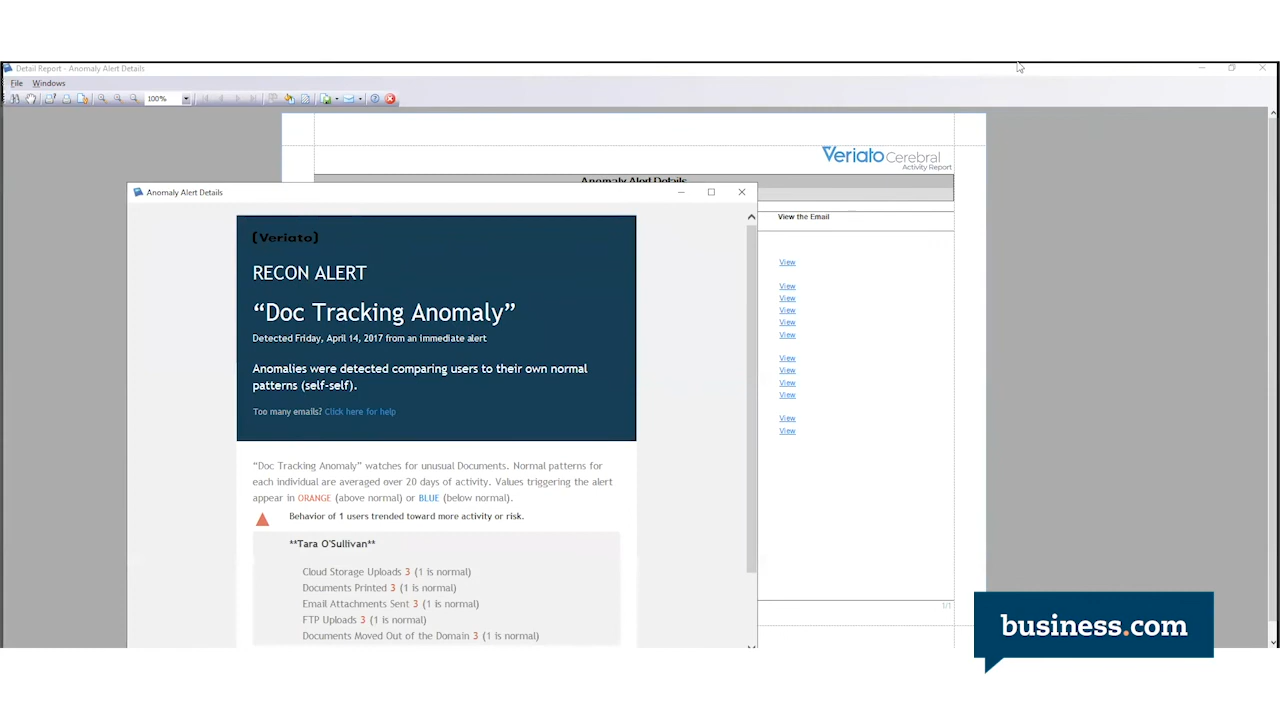 Detail Report - Anomaly Alert Details
File Windows
100%
Veriato Cerebral
Activity Report
Anomaly Alert Details
Anomaly Alert Details
View the Email
(Veriato)
RECON ALERT
“Doc Tracking Anomaly”
Detected Friday, April 14, 2017 from an immediate alert
Anomalies were detected comparing users to their own normal
patterns (self-self).
Too many emails? Click here for help
“Doc Tracking Anomaly” watches for unusual Documents. Normal patterns for
each individual are averaged over 20 days of activity. Values triggering the alert
appear in ORANGE (above normal) or BLUE (below normal).
Behavior of 1 users trended toward more activity or risk.
**Tara O'Sullivan**
Cloud Storage Uploads 3 (1 is normal)
Documents Printed 3 (1 is normal)
Email Attachments Sent 3 (1 is normal)
FTP Uploads 3 (1 is normal)
Documents Moved Out of the Domain 3 (1 is normal)
View
View
View
View
View
View
View
View
View
View
View
View
1/1
business.com